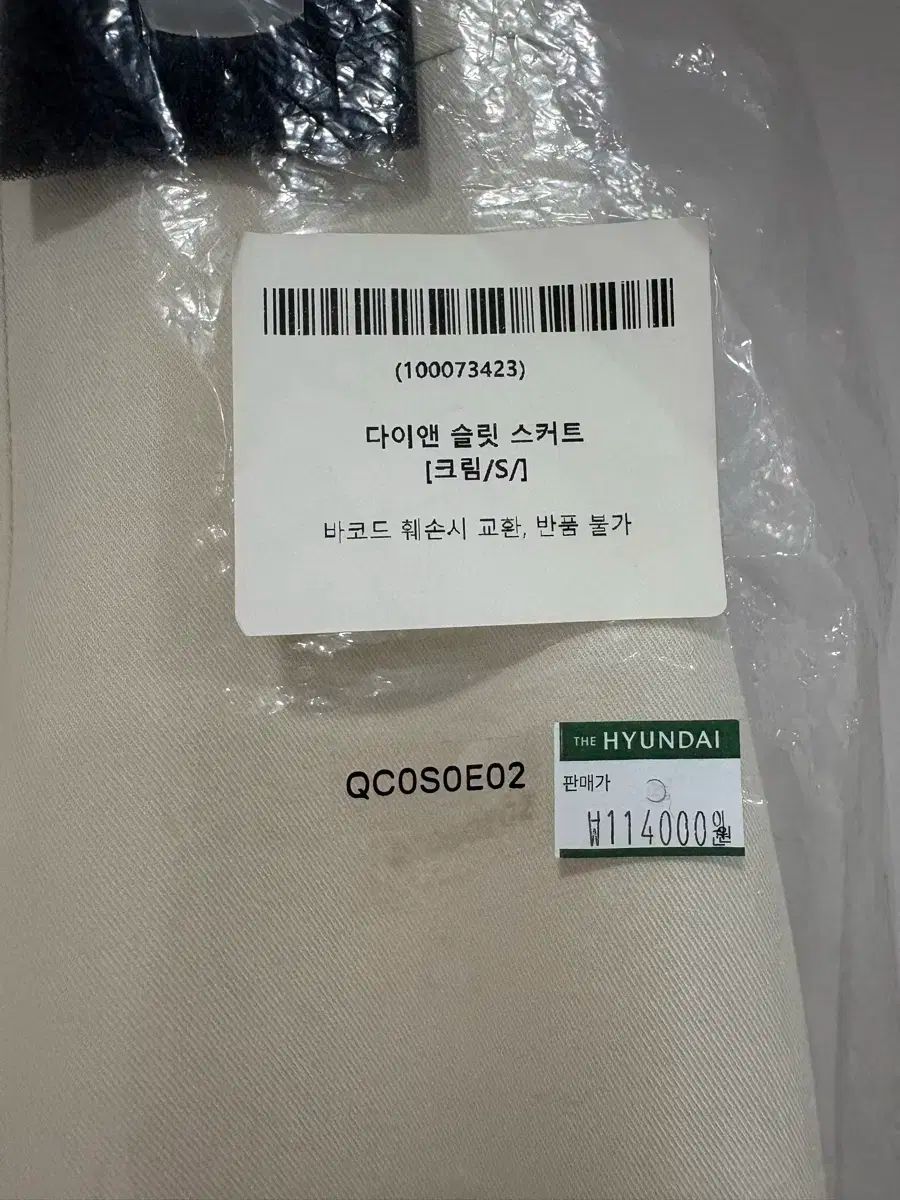 (100073423)
다이앤 슬릿 스커트
[크림/S/]
바코드 훼손시 교환, 반품 불가
QC0S0E02
THE HYUNDAI
판매가
₩114000원